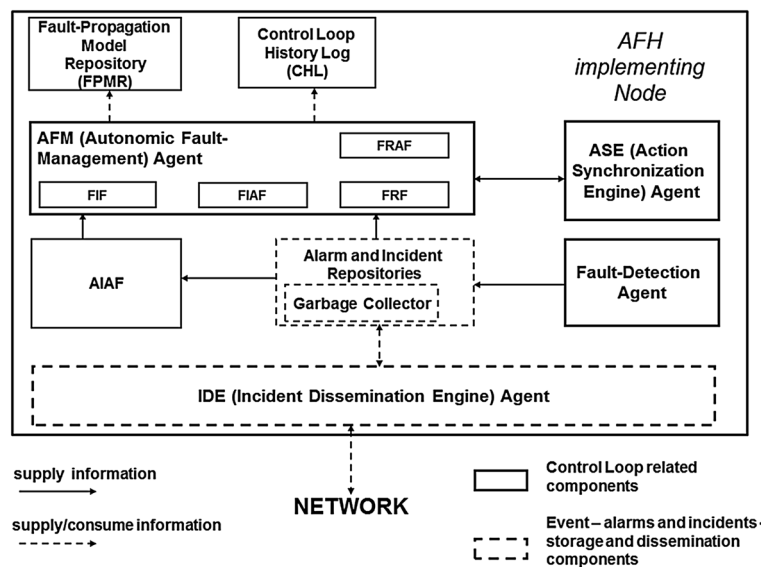 Fault-Propagation
Model
Repository
(FPMR)
Control Loop
History Log
(CHL)
AFH
implementing
Node
AFM (Autonomic Fault-
Management) Agent
FRAF
FIF
FIAF
FRF
ASE (Action
Synchronization
Engine) Agent
AIAF
Alarm and Incident
Repositories
Garbage Collector
Fault-Detection
Agent
IDE (Incident Dissemination Engine) Agent
supply information
supply/consume information
NETWORK
Control Loop related
components
Event – alarms and incidents -
storage and dissemination
components